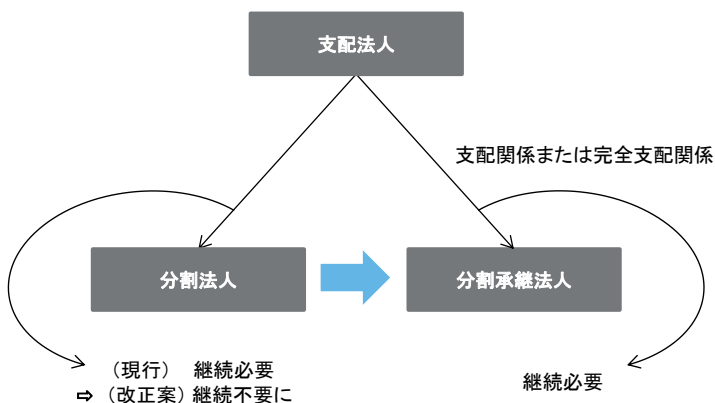 支配法人
支配関係または完全支配関係
分割法人
分割承継法人
（現行） 継続必要
⇨ （改正案） 継続不要に
継続必要